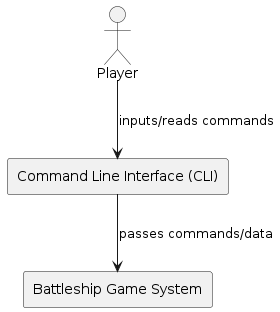 Player
inputs/reads commands
Command Line Interface (CLI)
passes commands/data
Battleship Game System